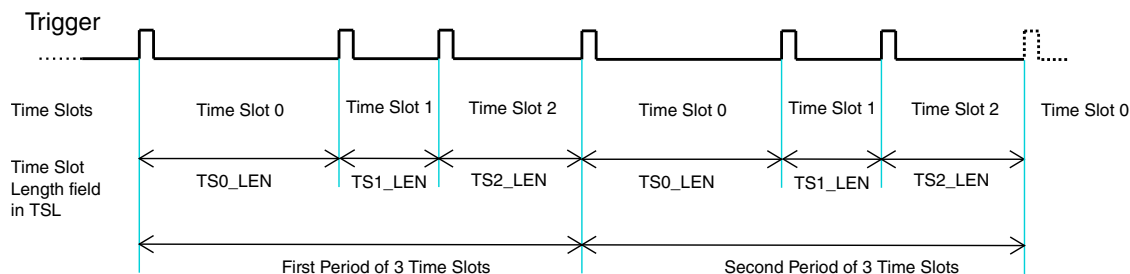 Trigger
Time Slots
Time Slot 0
Time Slot 1
Time Slot 2
Time Slot 0
Time Slot 1
Time Slot 2
Time Slot 0
Time Slot
Length field
in TSL
TS0_LEN
TS1_LEN
TS2_LEN
TS0_LEN
TS1_LEN
TS2_LEN
First Period of 3 Time Slots
Second Period of 3 Time Slots